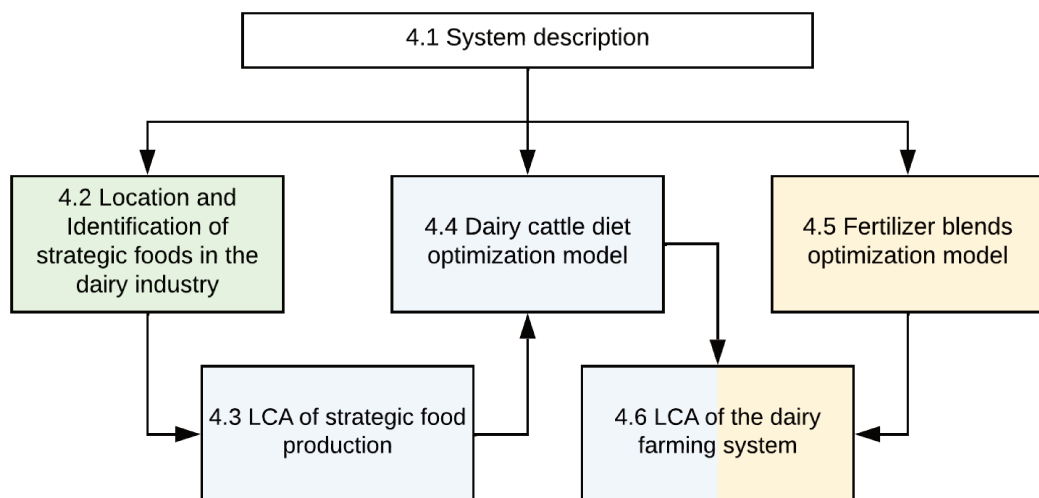 4.1 System description
4.2 Location and
Identification of
strategic foods in the
dairy industry
4.4 Dairy cattle diet
optimization model
4.5 Fertilizer blends
optimization model
4.3 LCA of strategic food
production
4.6 LCA of the dairy
farming system